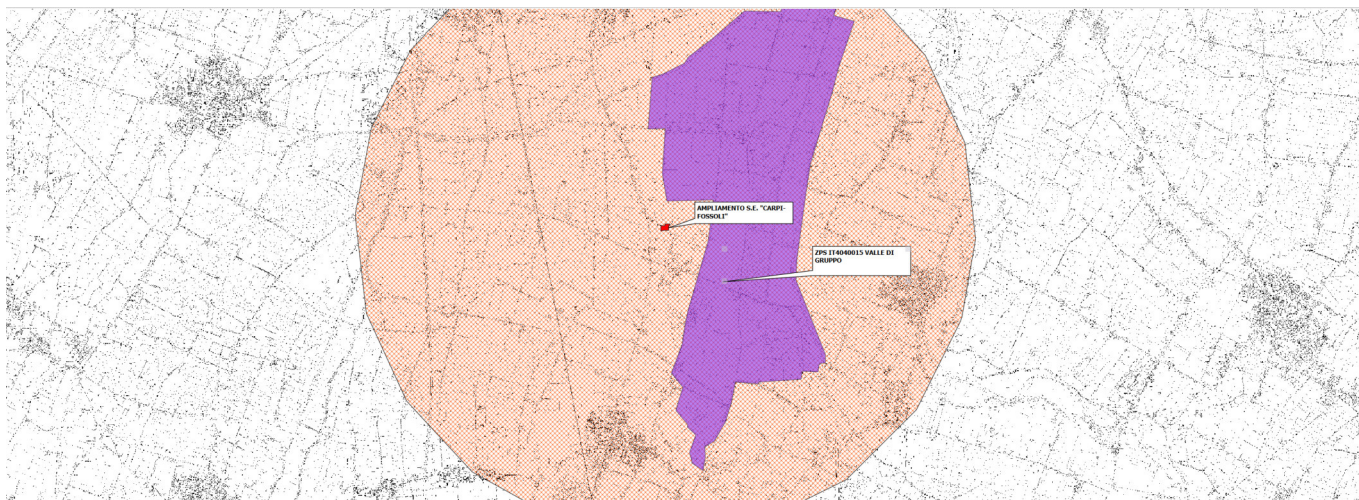 AMPLIAMENTO S.E. "CARPI-
FOSSOLI"
ZPS IT4040015 VALLE DI
GRUPPO